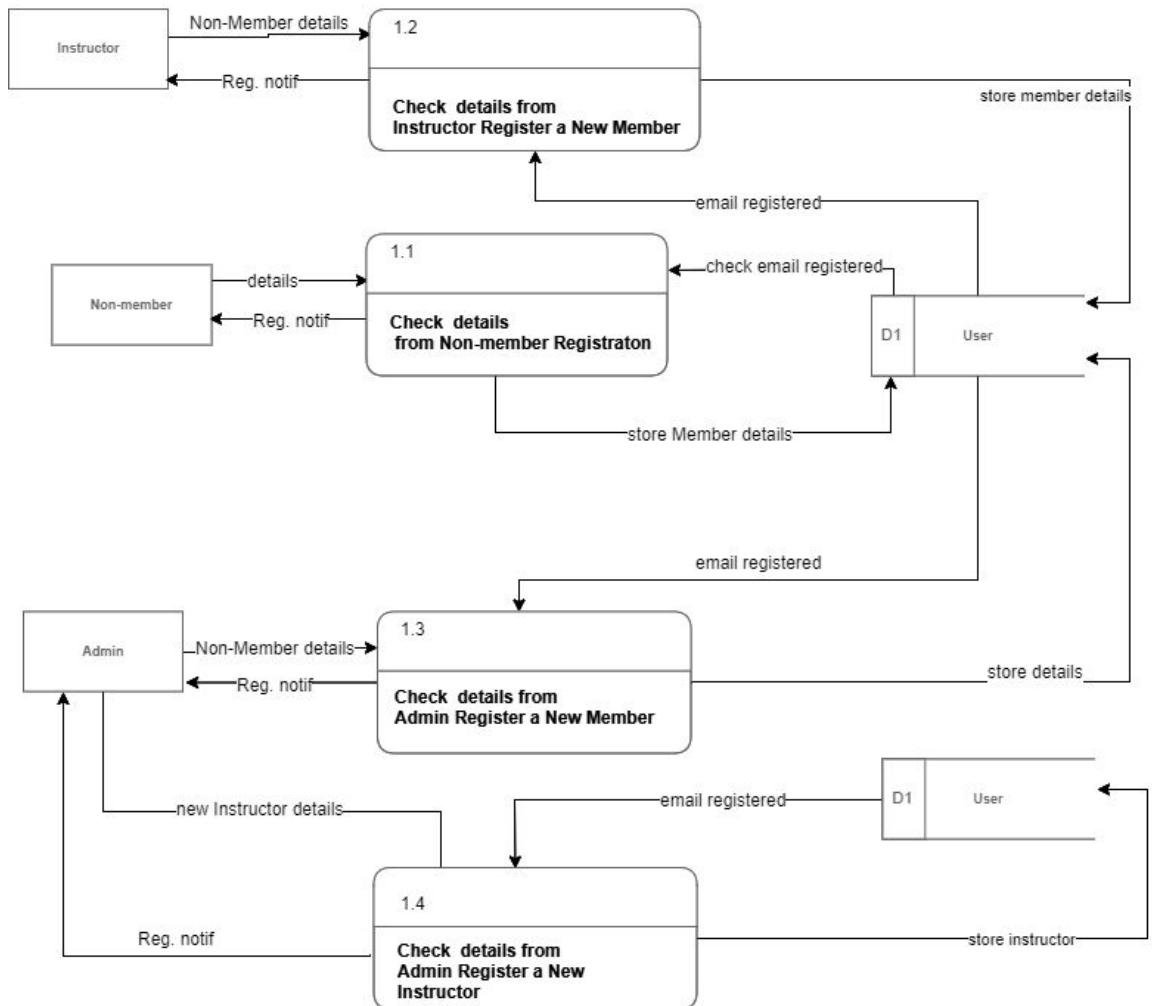 Non-Member details
Instructor
Reg. notif
1.2
Check details from
Instructor Register a New Member
store member details
email registered
1.1
check email registered
details
Non-member
Reg. notif
Check details
from Non-member Registraton
D1
User
store Member details
email registered
Admin
Non-Member details
Reg. notif
1.3
Check details from
Admin Register a New Member
store details
new Instructor details
email registered
D1
User
1.4
Reg. notif
Check details from
Admin Register a New
Instructor
store instructor